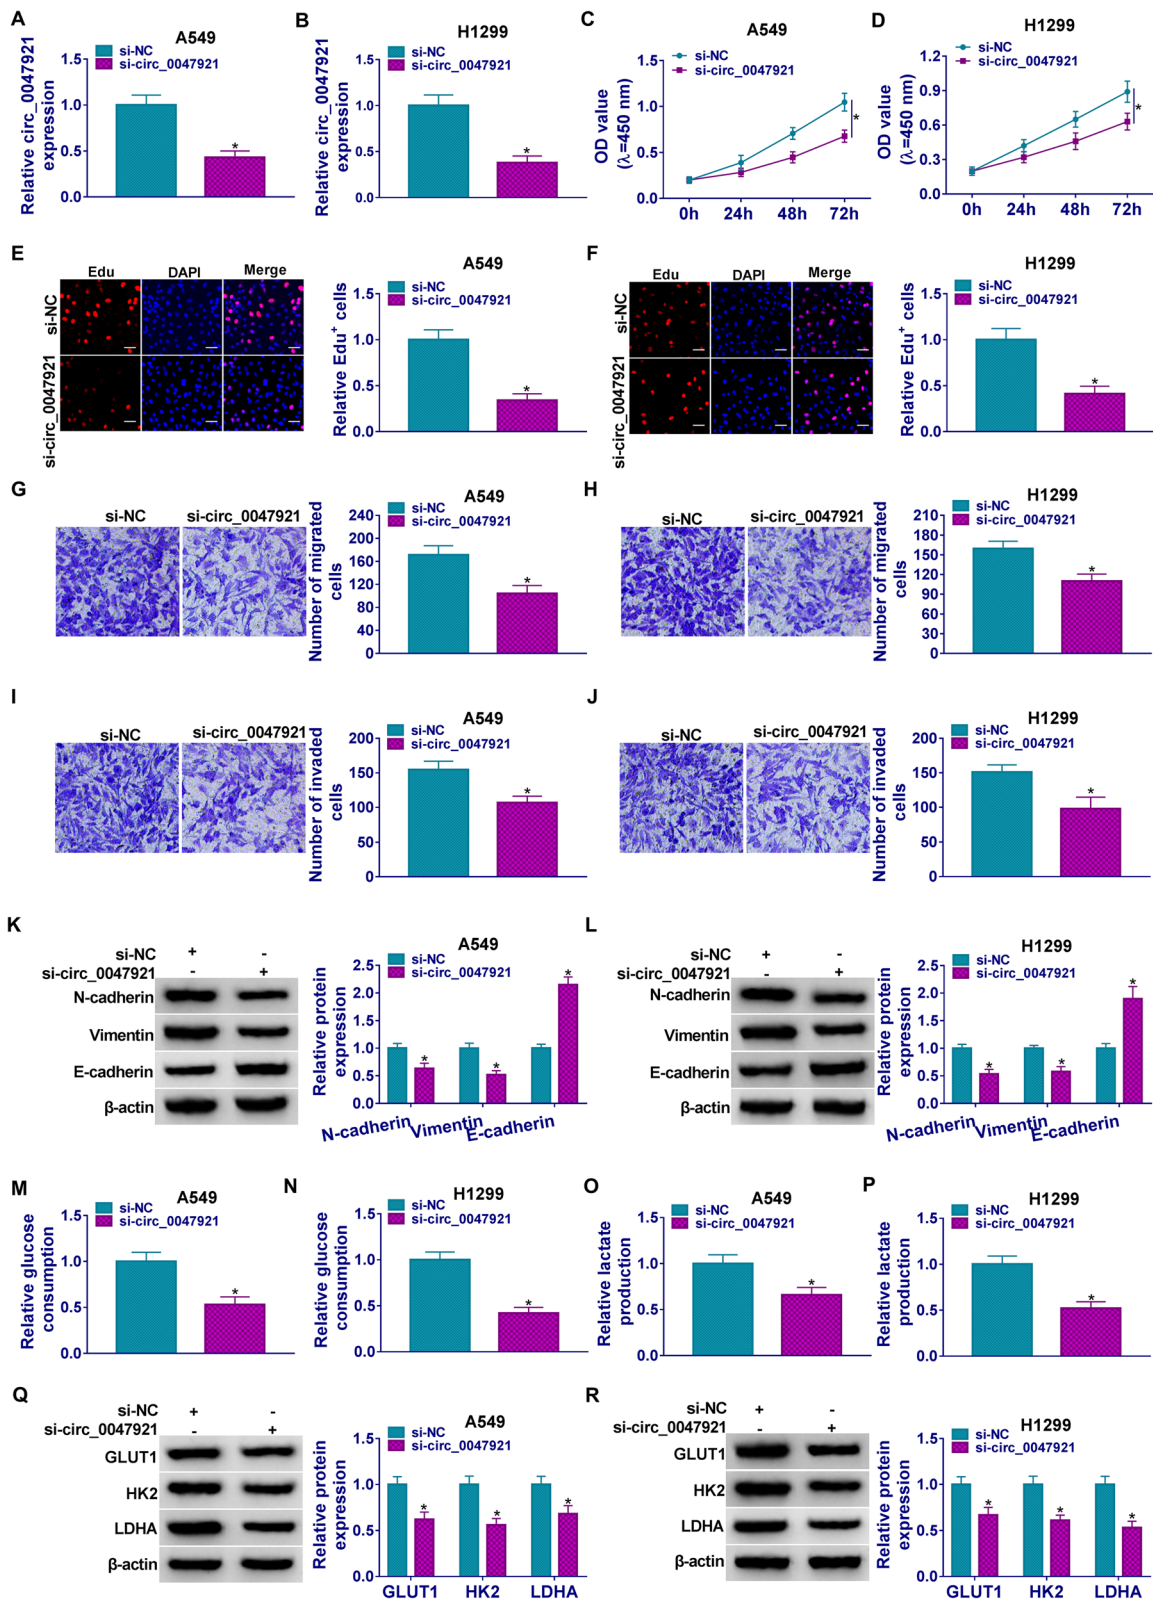 A
A549
si-NC
si-circ_0047921
Relative circ_0047921
expression
1.5
1.0
0.5
0.0
*
B
H1299
si-NC
si-circ_0047921
Relative circ_0047921
expression
1.5
1.0
0.5
0.0
*
C
A549
si-NC
si-circ_0047921
OD value
(λ=450 nm)
1.5
1.0
0.5
0.0
0h 24h 48h 72h
*
D
H1299
si-NC
si-circ_0047921
OD value
(λ=450 nm)
1.2
0.9
0.6
0.3
0.0
0h 24h 48h 72h
*
E
Edu DAPI Merge
si-NC
si-circ_0047921
A549
si-NC
si-circ_0047921
Relative Edu+ cells
1.5
1.0
0.5
0.0
*
F
Edu DAPI Merge
si-NC
si-circ_0047921
H1299
si-NC
si-circ_0047921
Relative Edu+ cells
1.5
1.0
0.5
0.0
*
G
si-NC si-circ_0047921
A549
si-NC
si-circ_0047921
Number of migrated
cells
240
200
160
120
80
40
0
*
H
si-NC si-circ_0047921
H1299
si-NC
si-circ_0047921
Number of migrated
cells
210
180
150
120
90
60
30
0
*
I
si-NC si-circ_0047921
A549
si-NC
si-circ_0047921
Number of invaded
cells
200
150
100
50
0
*
J
si-NC si-circ_0047921
H1299
si-NC
si-circ_0047921
Number of invaded
cells
200
150
100
50
0
*
K
si-NC + -
si-circ_0047921 - +
N-cadherin
Vimentin
E-cadherin
β-actin
A549
si-NC
si-circ_0047921
Relative protein
expression
2.5
2.0
1.5
1.0
0.5
0.0
* * *
N-cadherin Vimentin E-cadherin
L
si-NC + -
si-circ_0047921 - +
N-cadherin
Vimentin
E-cadherin
β-actin
H1299
si-NC
si-circ_0047921
Relative protein
expression
2.5
2.0
1.5
1.0
0.5
0.0
* * *
N-cadherin Vimentin E-cadherin
M
A549
si-NC
si-circ_0047921
Relative glucose
consumption
1.5
1.0
0.5
0.0
*
N
H1299
si-NC
si-circ_0047921
Relative glucose
consumption
1.5
1.0
0.5
0.0
*
O
A549
si-NC
si-circ_0047921
Relative lactate
production
1.5
1.0
0.5
0.0
*
P
H1299
si-NC
si-circ_0047921
Relative lactate
production
1.5
1.0
0.5
0.0
*
Q
si-NC + -
si-circ_0047921 - +
GLUT1
HK2
LDHA
β-actin
A549
si-NC
si-circ_0047921
Relative protein
expression
1.5
1.0
0.5
0.0
* * *
GLUT1 HK2 LDHA
R
si-NC + -
si-circ_0047921 - +
GLUT1
HK2
LDHA
β-actin
H1299
si-NC
si-circ_0047921
Relative protein
expression
1.5
1.0
0.5
0.0
* * *
GLUT1 HK2 LDHA